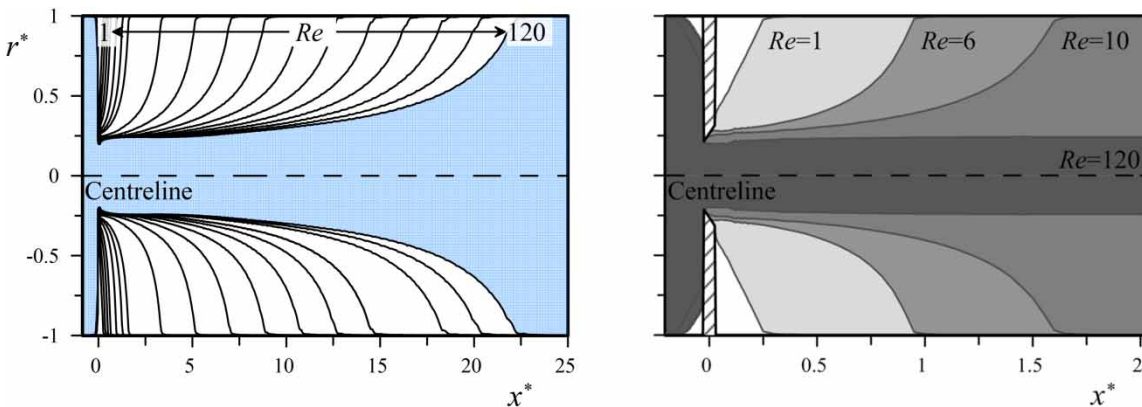 1 Re 120
r*
1
0.5
0
-0.5
-1
Centreline
0 5 10 15 20 25
x*
Re=1 Re=6 Re=10
Re=120
Centreline
0 0.5 1 1.5 2
x*